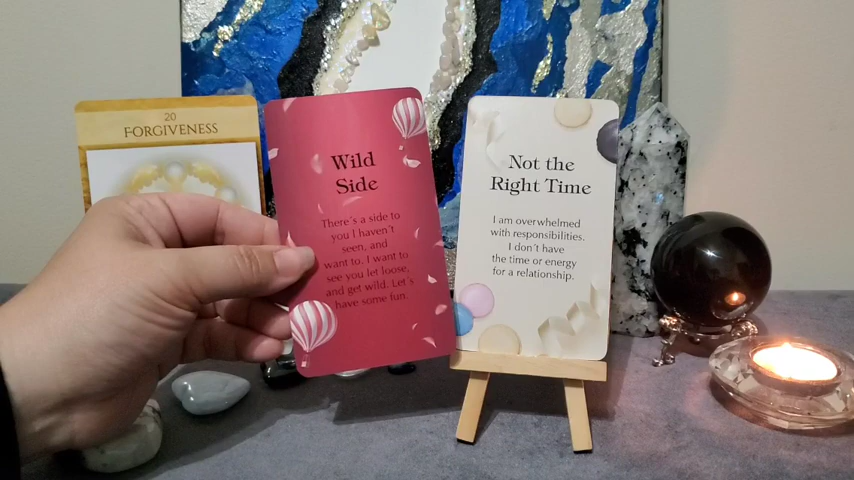 20
FORGIVENESS
Wild
Side
There's a side to
you I haven't
seen, and
want to. I want to
see you let loose,
and get wild. Let's
have some fun.
Not the
Right Time
I am overwhelmed
with responsibilities.
I don't have
the time or energy
for a relationship.